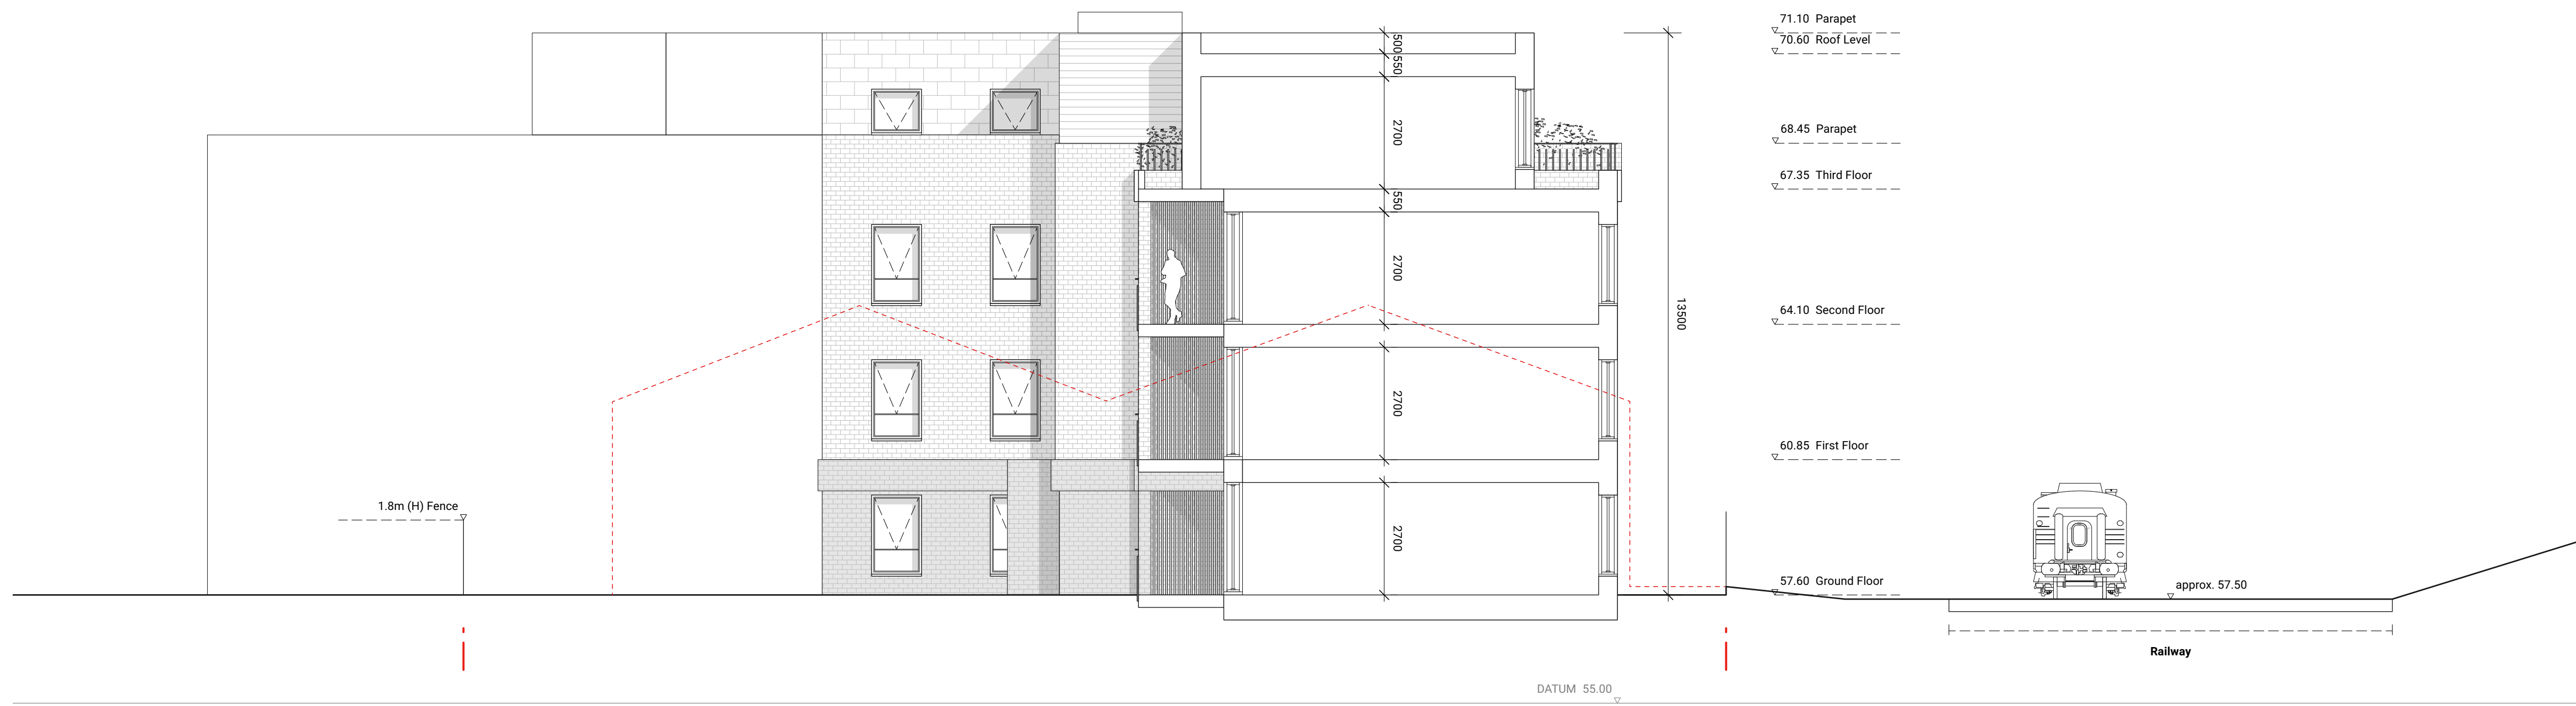 71.10 Parapet
70.60 Roof Level
500
550
2700
68.45 Parapet
67.35 Third Floor
550
2700
13500
64.10 Second Floor
2700
60.85 First Floor
1.8m (H) Fence
2700
57.60 Ground Floor
approx. 57.50
Railway
DATUM 55.00